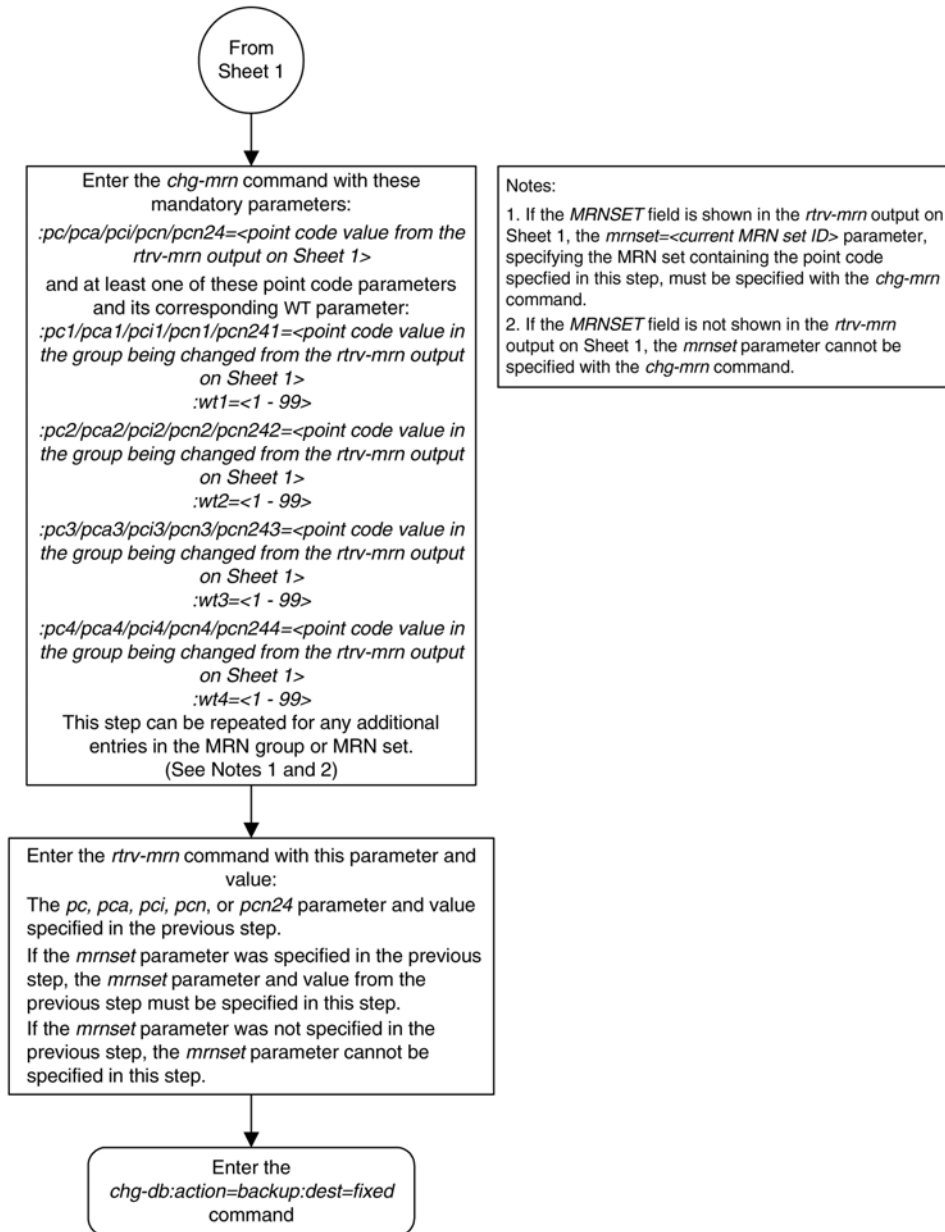 From
Sheet 1
Enter the chg-mrn command with these
mandatory parameters:
:pc/pca/pci/pcn/pcn24=<point code value from the
rtrv-mrn output on Sheet 1>
and at least one of these point code parameters
and its corresponding WT parameter:
:pc1/pca1/pci1/pcn1/pcn241=<point code value in
the group being changed from the rtrv-mrn output
on Sheet 1>
:wt1=<1 - 99>
:pc2/pca2/pci2/pcn2/pcn242=<point code value in
the group being changed from the rtrv-mrn output
on Sheet 1>
:wt2=<1 - 99>
:pc3/pca3/pci3/pcn3/pcn243=<point code value in
the group being changed from the rtrv-mrn output
on Sheet 1>
:wt3=<1 - 99>
:pc4/pca4/pci4/pcn4/pcn244=<point code value in
the group being changed from the rtrv-mrn output
on Sheet 1>
:wt4=<1 - 99>
This step can be repeated for any additional
entries in the MRN group or MRN set.
(See Notes 1 and 2)
Notes:
1. If the MRNSET field is shown in the rtrv-mrn output on
Sheet 1, the mrnset=<current MRN set ID> parameter,
specifying the MRN set containing the point code
specfied in this step, must be specified with the chg-mrn
command.
2. If the MRNSET field is not shown in the rtrv-mrn
output on Sheet 1, the mrnset parameter cannot be
specified with the chg-mrn command.
Enter the rtrv-mrn command with this parameter and
value:
The pc, pca, pci, pcn, or pcn24 parameter and value
specified in the previous step.
If the mrnset parameter was specified in the previous
step, the mrnset parameter and value from the
previous step must be specified in this step.
If the mrnset parameter was not specified in the
previous step, the mrnset parameter cannot be
specified in this step.
Enter the
chg-db:action=backup:dest=fixed
command